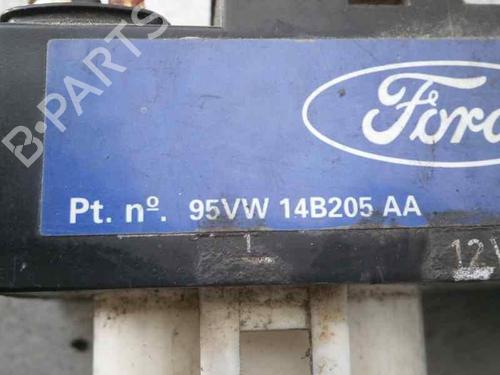 B·PARTS
Ford
Pt. nº. 95VW 14B205 AA
1
12V